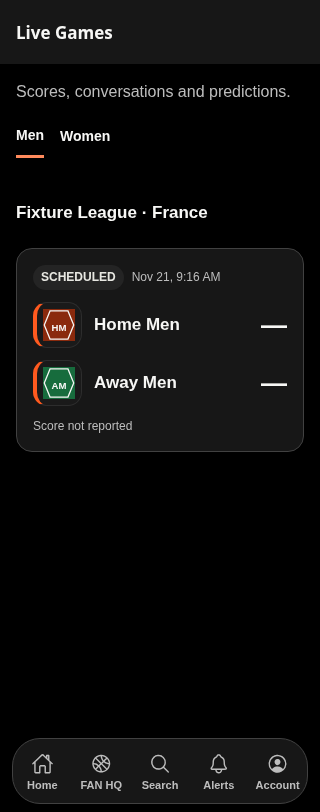 Live Games
Scores, conversations and predictions.
Men Women
Fixture League · France
SCHEDULED Nov 21, 9:16 AM
HM Home Men —
AM Away Men —
Score not reported
Home FAN HQ Search Alerts Account